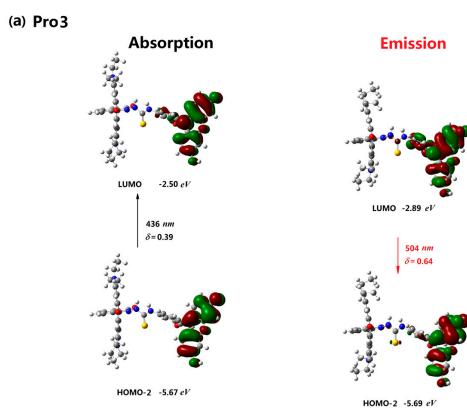 (a) Pro3
Absorption
Emission
LUMO -2.50 eV
LUMO -2.89 eV
436 nm
δ = 0.39
504 nm
δ = 0.64
HOMO-2 -5.67 eV
HOMO-2 -5.69 eV